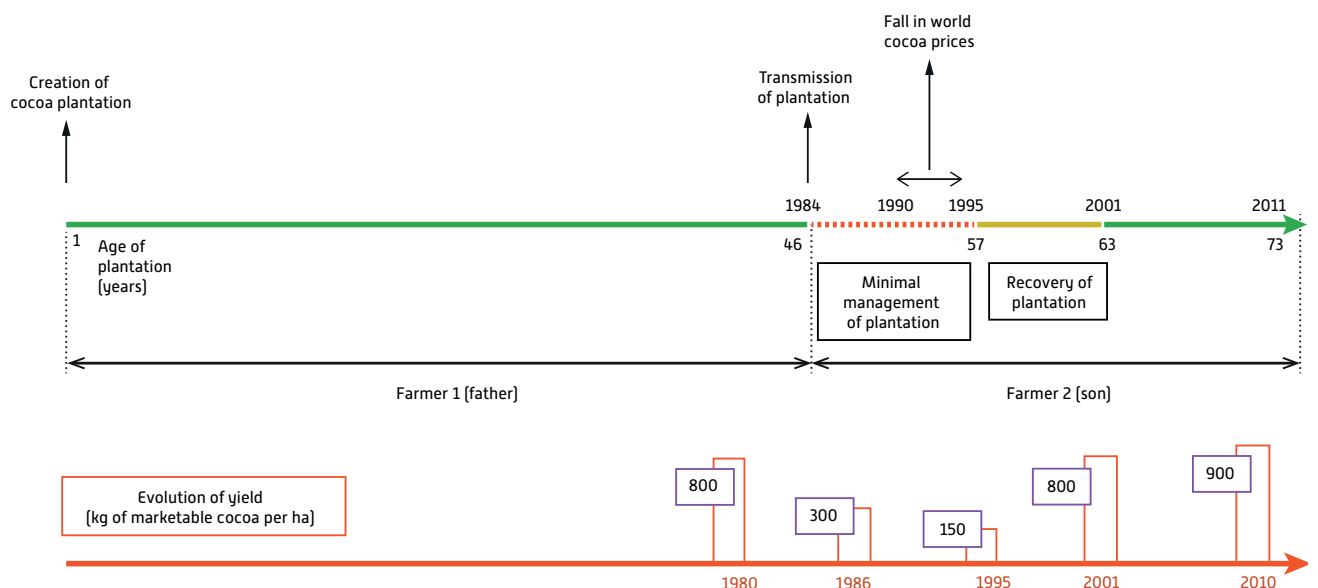 Fall in world
cocoa prices
Creation of
cocoa plantation
Transmission
of plantation
1984
1990
1995
2001
2011
1
Age of
plantation
(years)
46
57
63
73
Minimal
management
of plantation
Recovery of
plantation
Farmer 1 (father)
Farmer 2 (son)
Evolution of yield
(kg of marketable cocoa per ha)
800
300
150
800
900
1980
1986
1995
2001
2010